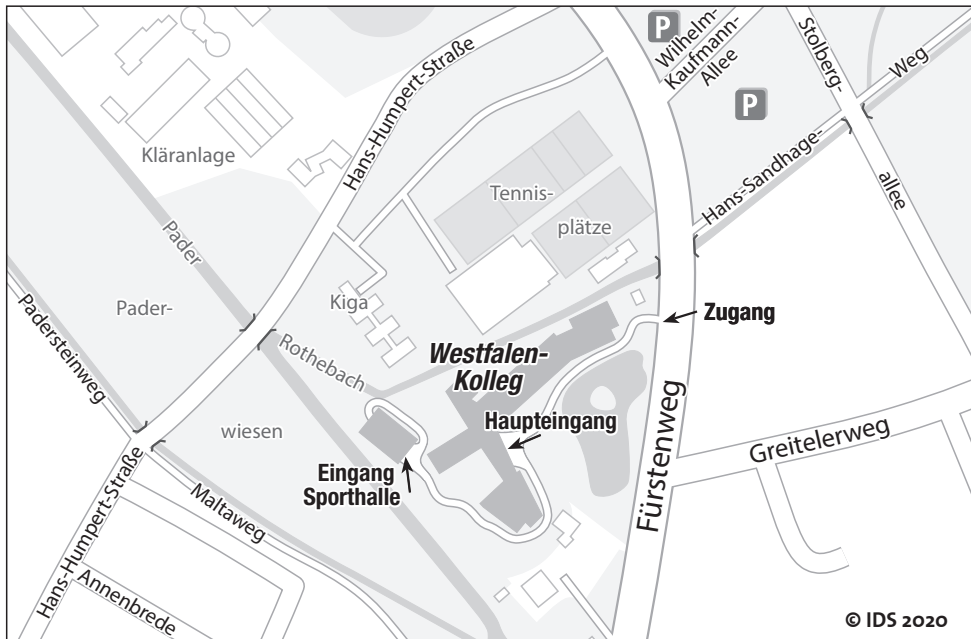 P
Wilhelm-
Kaufmann-
Allee
Stolberg-
allee
P
Hans-Sandhage-
Weg
Hans-Humpert-Straße
Kläranlage
Pader
Tennis-
plätze
Pader-
wiesen
Kiga
Rothebach
Padersteinweg
Zugang
Westfalen-
Kolleg
Haupteingang
Eingang
Sporthalle
Fürstenweg
Greitelerweg
Maltaweg
Hans-Humpert-Straße
Annenbrede
© IDS 2020